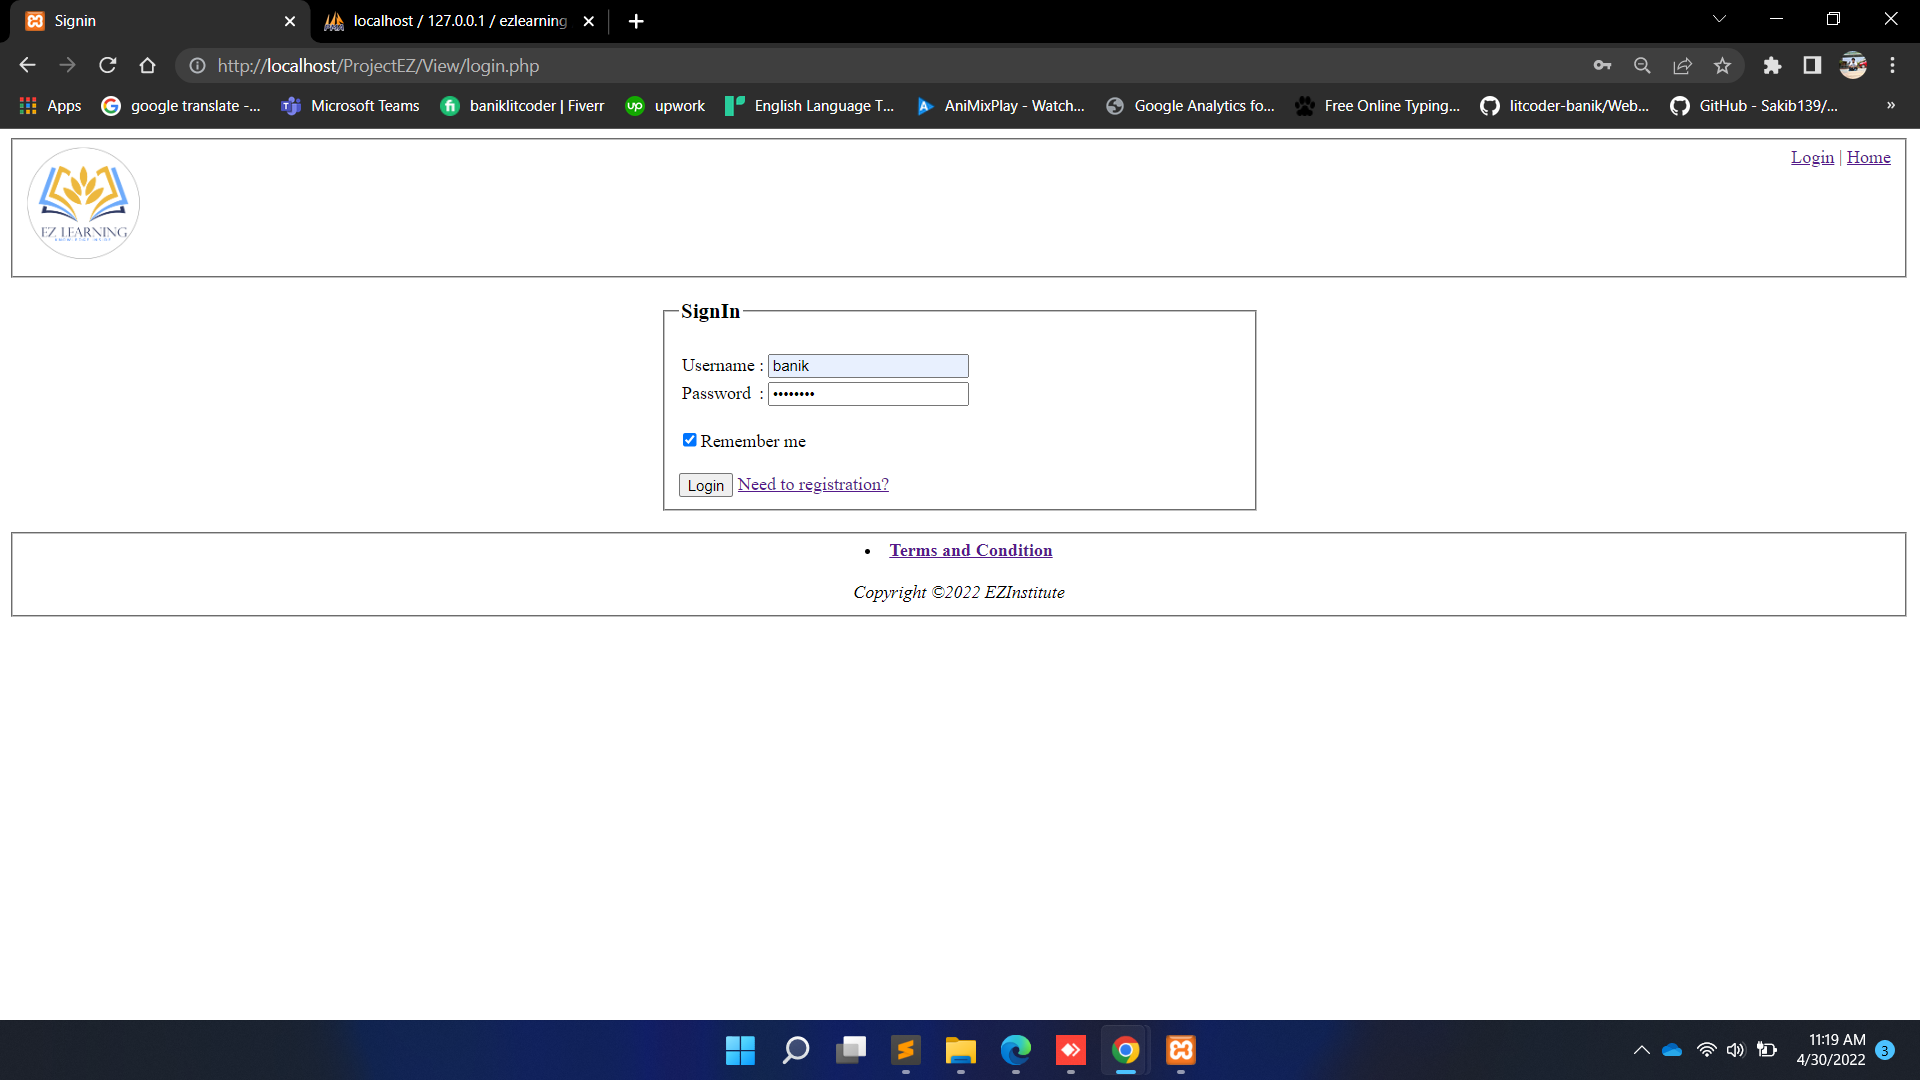 Signin
localhost / 127.0.0.1 / ezlearning
http://localhost/ProjectEZ/View/login.php
Apps
google translate -...
Microsoft Teams
baniklitcoder | Fiverr
up
upwork
English Language T...
AniMixPlay - Watch...
Google Analytics fo...
Free Online Typing...
litcoder-banik/Web...
GitHub - Sakib139/...
»
EZ LEARNING
KNOWLEDGE INSIDE
Login | Home
SignIn
Username : banik
Password : ••••••••
Remember me
Login Need to registration?
• Terms and Condition
Copyright ©2022 EZInstitute
11:19 AM
4/30/2022
3